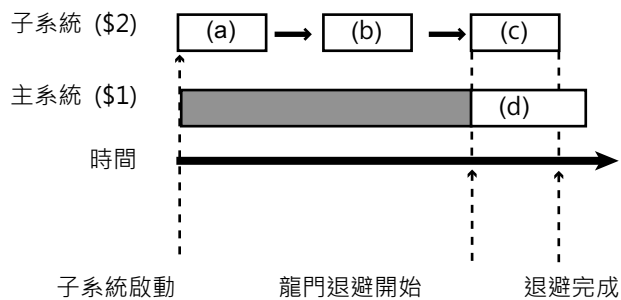 子系統 ($2)
(a)
(b)
(c)
主系統 ($1)
(d)
時間
子系統啟動
龍門退避開始
退避完成